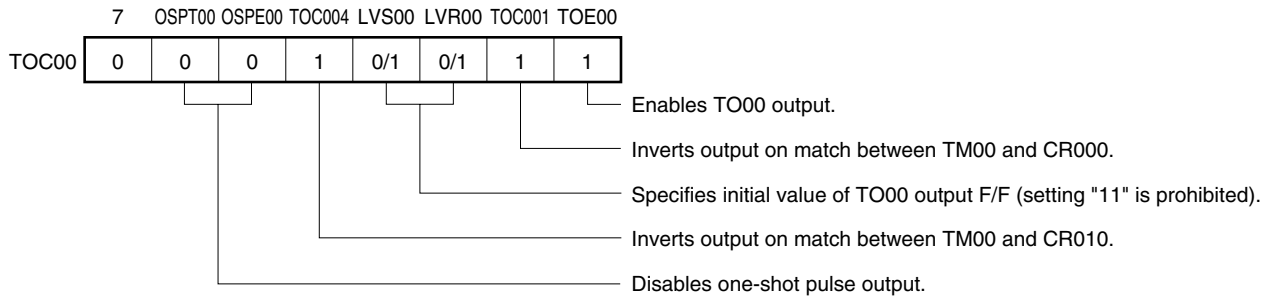 7 OSPT00 OSPE00 TOC004 LVS00 LVR00 TOC001 TOE00
TOC00 0 0 0 1 0/1 0/1 1 1
Enables TO00 output.
Inverts output on match between TM00 and CR000.
Specifies initial value of TO00 output F/F (setting "11" is prohibited).
Inverts output on match between TM00 and CR010.
Disables one-shot pulse output.